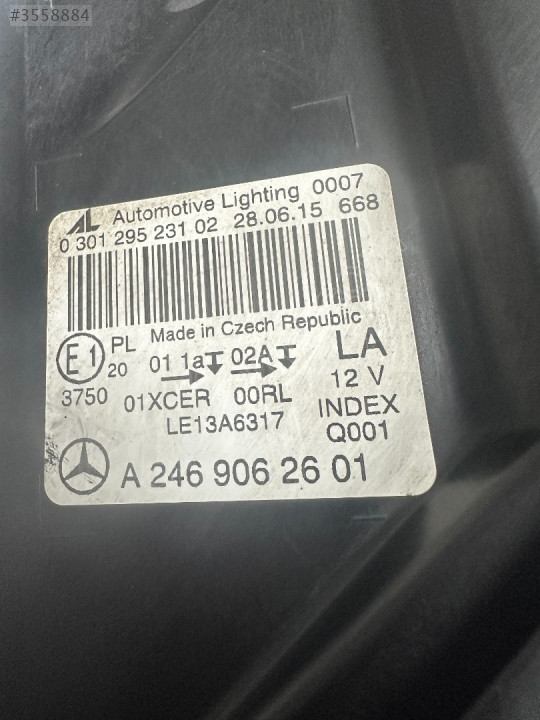 #3558884
AL Automotive Lighting 0007
0 301 295 231 02 28.06.15 668
Made in Czech Republic
E1 PL 20 01 1a 02A LA
3750 01XCER 00RL 12 V
LE13A6317 INDEX
Q001
A 246 906 26 01